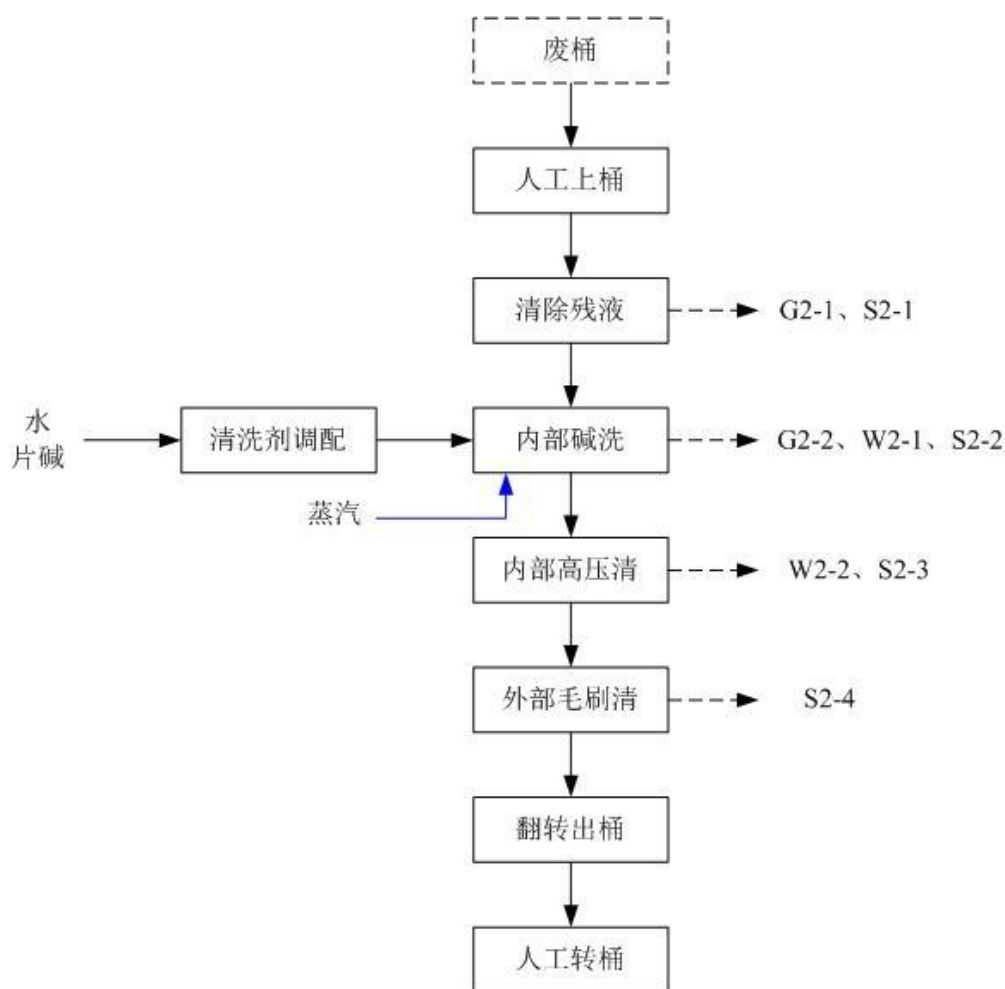 废桶
人工上桶
清除残液
G2-1、S2-1
水
片碱
清洗剂调配
内部碱洗
G2-2、W2-1、S2-2
蒸汽
内部高压清
W2-2、S2-3
外部毛刷清
S2-4
翻转出桶
人工转桶